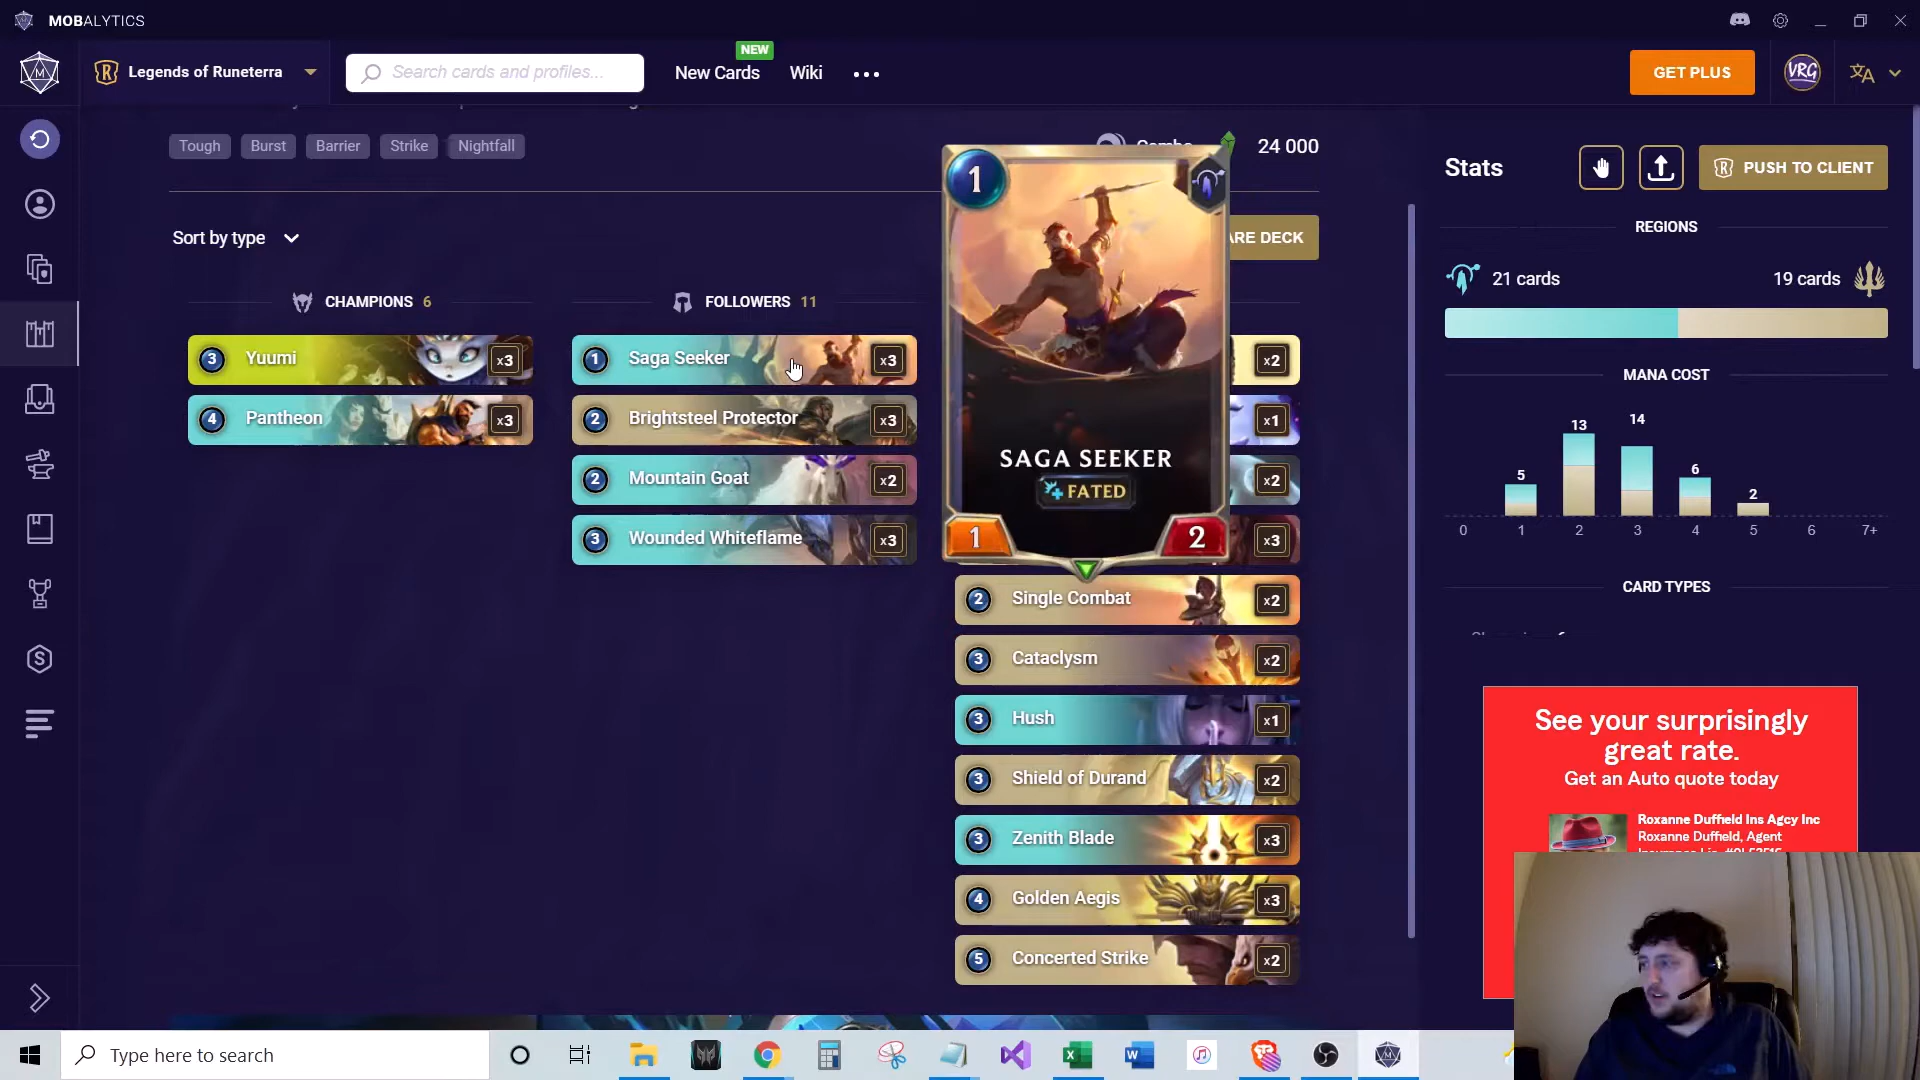 MOBALYTICS
Legends of Runeterra
Search cards and profiles...
NEW
New Cards
Wiki
GET PLUS
VRG
Tough
Burst
Barrier
Strike
Nightfall
24 000
Sort by type
ARE DECK
CHAMPIONS 6
3 Yuumi x3
4 Pantheon x3
FOLLOWERS 11
1 Saga Seeker x3
2 Brightsteel Protector x3
2 Mountain Goat x2
3 Wounded Whiteflame x3
1
SAGA SEEKER
FATED
1
2
x2
x1
x2
x3
2 Single Combat x2
3 Cataclysm x2
3 Hush x1
3 Shield of Durand x2
3 Zenith Blade x3
4 Golden Aegis x3
5 Concerted Strike x2
Stats
PUSH TO CLIENT
REGIONS
21 cards
19 cards
MANA COST
5
13
14
6
2
0 1 2 3 4 5 6 7+
CARD TYPES
See your surprisingly
great rate.
Get an Auto quote today
Roxanne Duffield Ins Agcy Inc
Roxanne Duffield, Agent
Type here to search